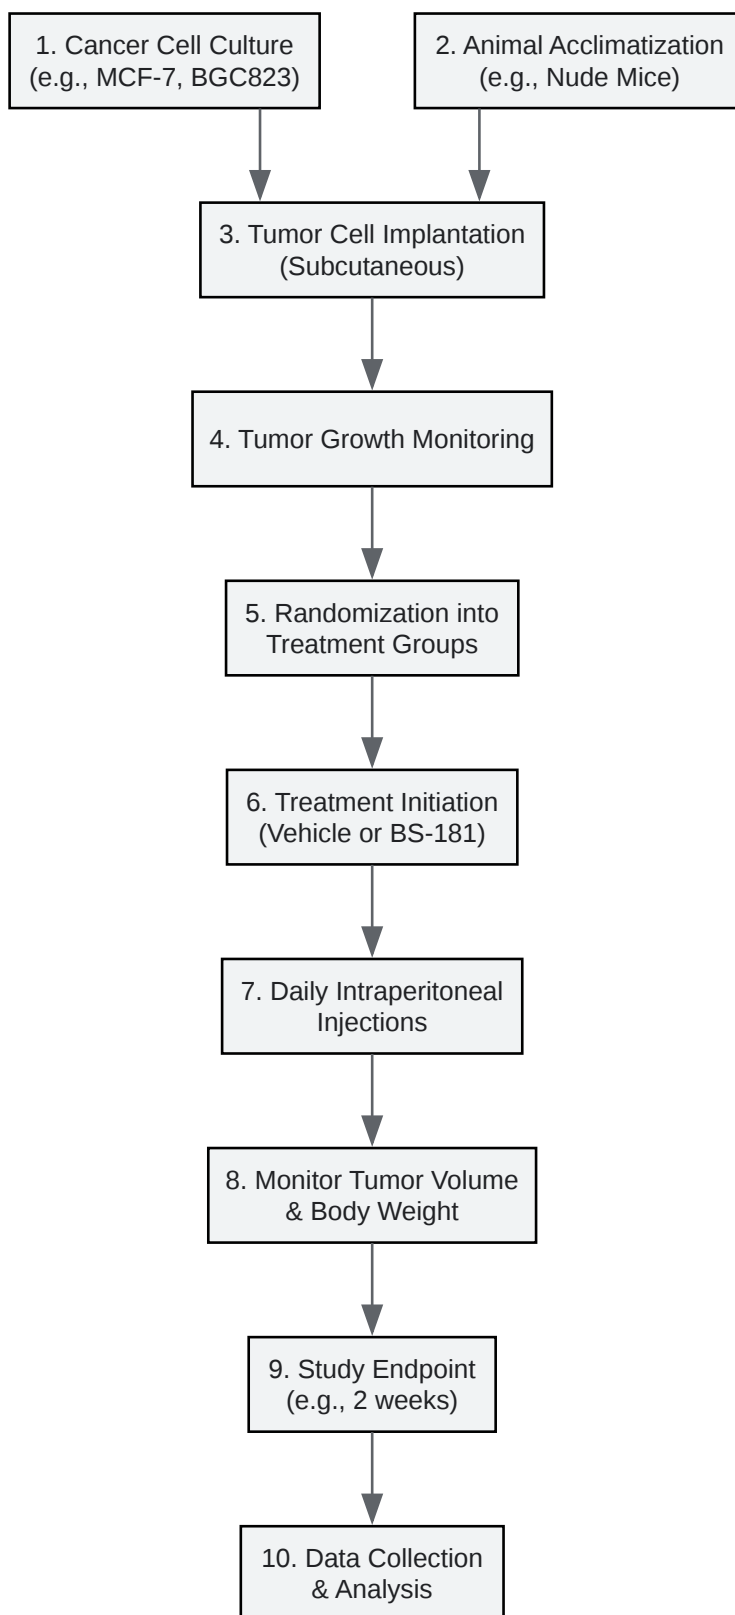 1. Cancer Cell Culture
(e.g., MCF-7, BGC823)
2. Animal Acclimatization
(e.g., Nude Mice)
3. Tumor Cell Implantation
(Subcutaneous)
4. Tumor Growth Monitoring
5. Randomization into
Treatment Groups
6. Treatment Initiation
(Vehicle or BS-181)
7. Daily Intraperitoneal
Injections
8. Monitor Tumor Volume
& Body Weight
9. Study Endpoint
(e.g., 2 weeks)
10. Data Collection
& Analysis